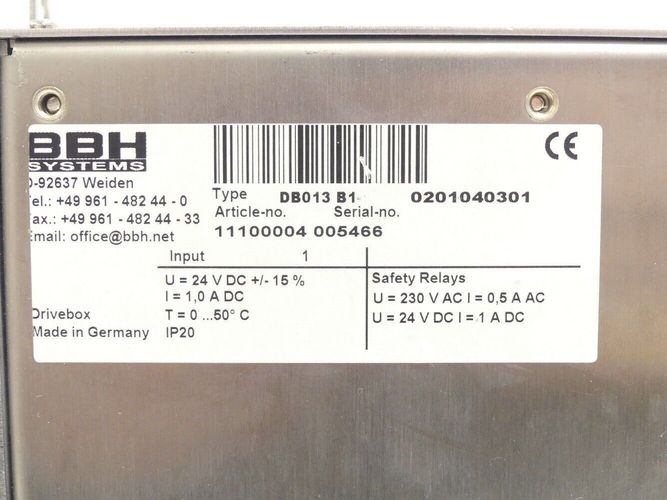 BBH
SYSTEMS
D-92637 Weiden
Tel.: +49 961 - 482 44 - 0
Fax.: +49 961 - 482 44 - 33
Email: office@bbh.net
CE
Type DB013 B1- 0201040301
Article-no. Serial-no.
11100004 005466
Input 1
U = 24 V DC +/- 15 %
I = 1,0 A DC
T = 0 ...50° C
IP20
Drivebox
Made in Germany
Safety Relays
U = 230 V AC I = 0,5 A AC
U = 24 V DC I = 1 A DC